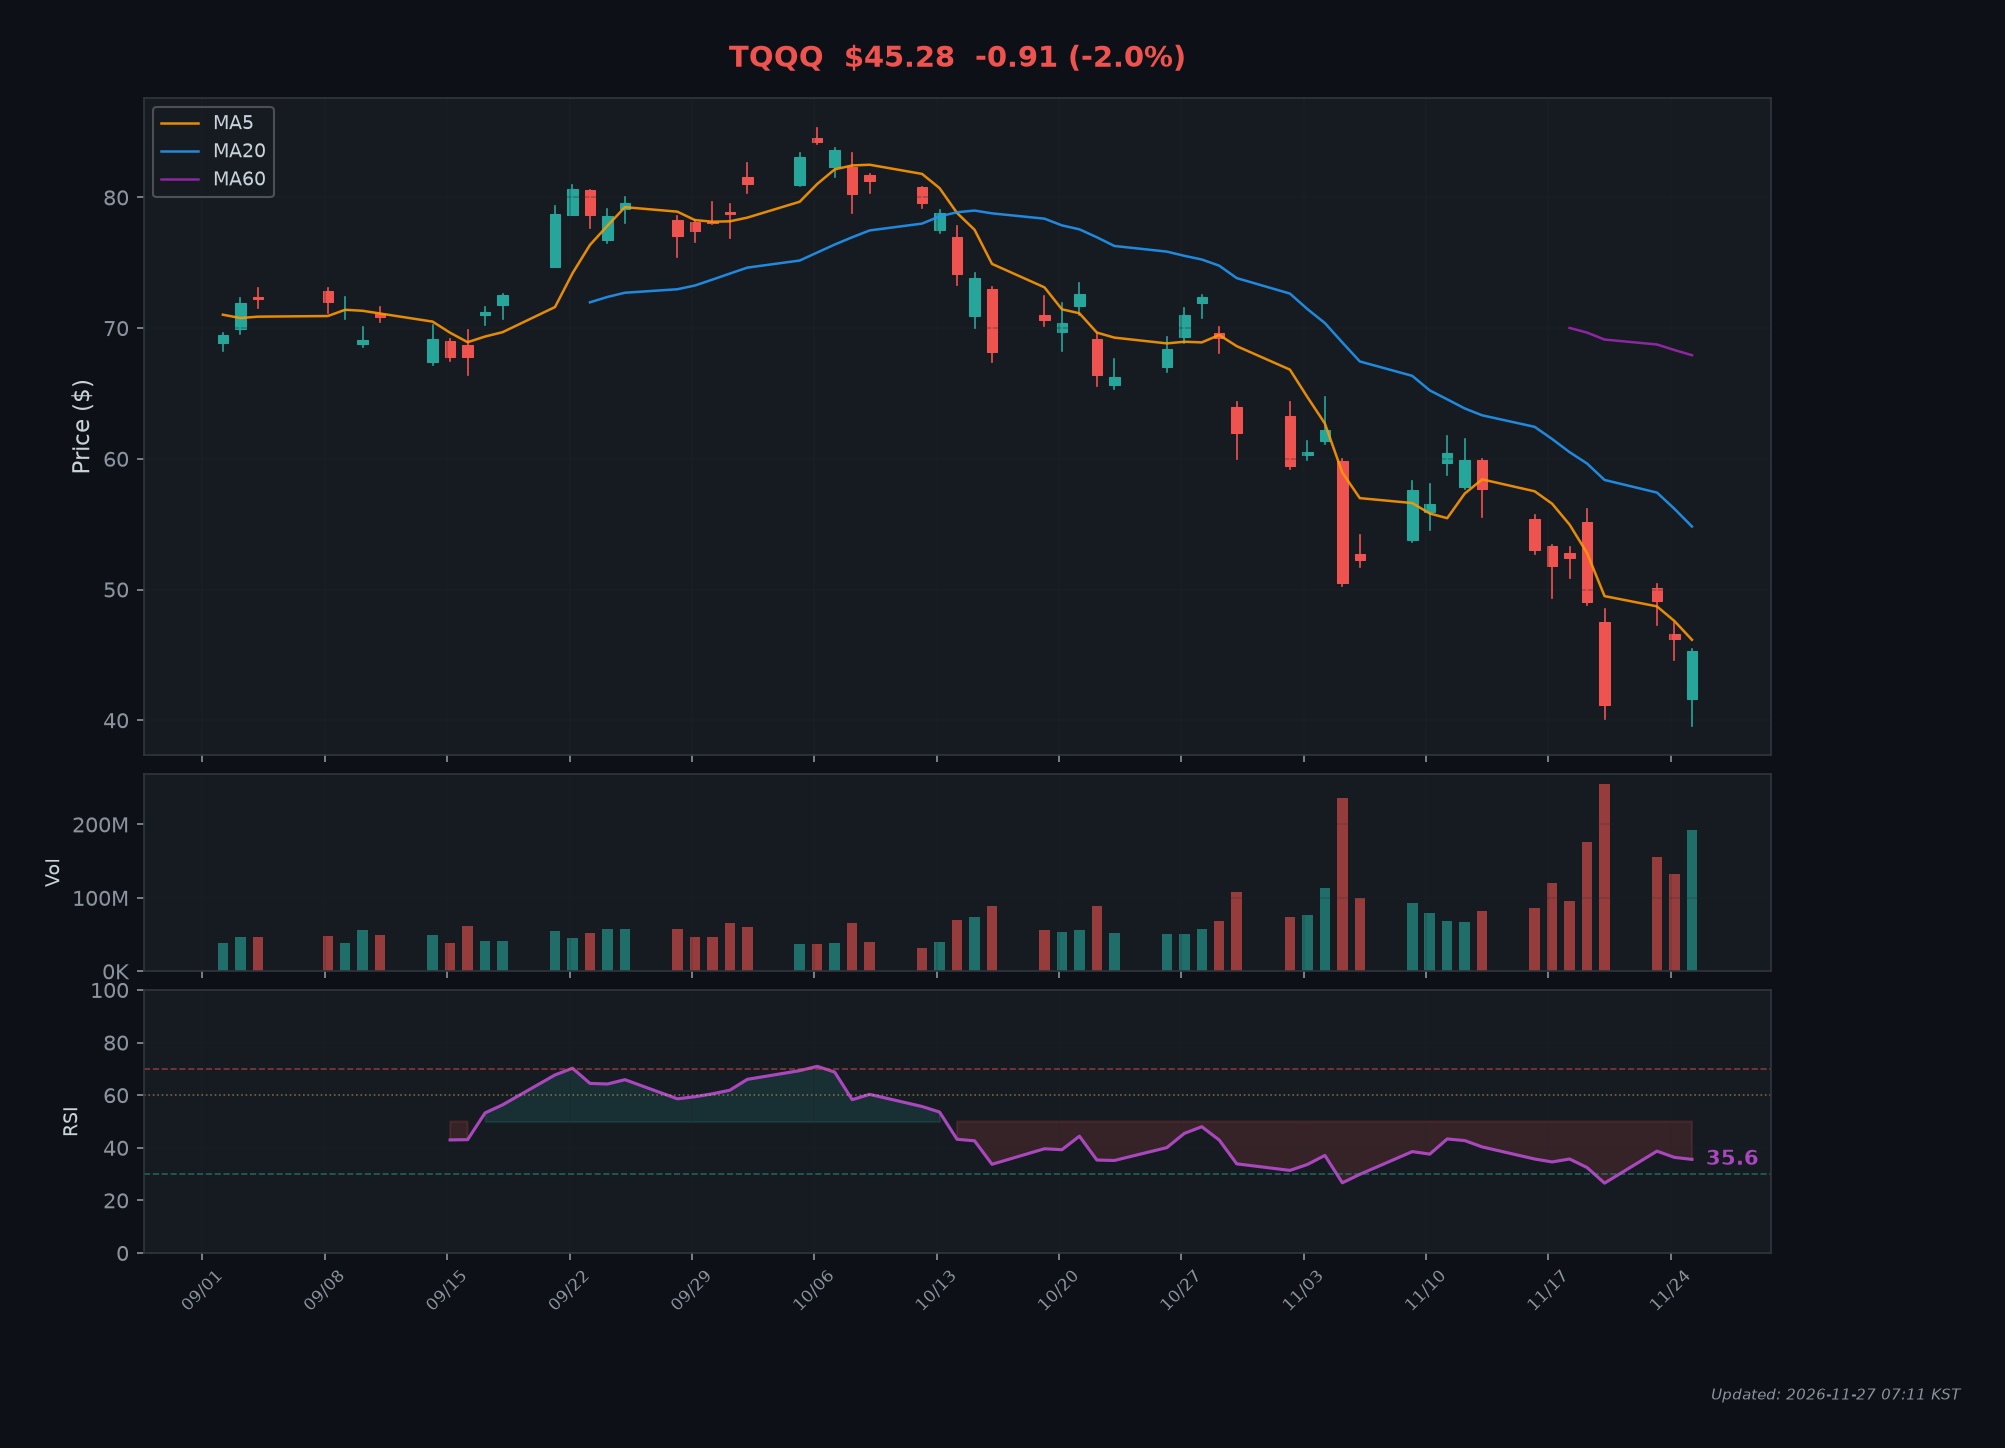 TQQQ $45.28 -0.91 (-2.0%)
MA5
MA20
MA60
Price ($)
80
70
60
50
40
Vol
200M
100M
0K
RSI
100
80
60
40
20
0
35.6
09/01 09/08 09/15 09/22 09/29 10/06 10/13 10/20 10/27 11/03 11/10 11/17 11/24
Updated: 2026-11-27 07:11 KST